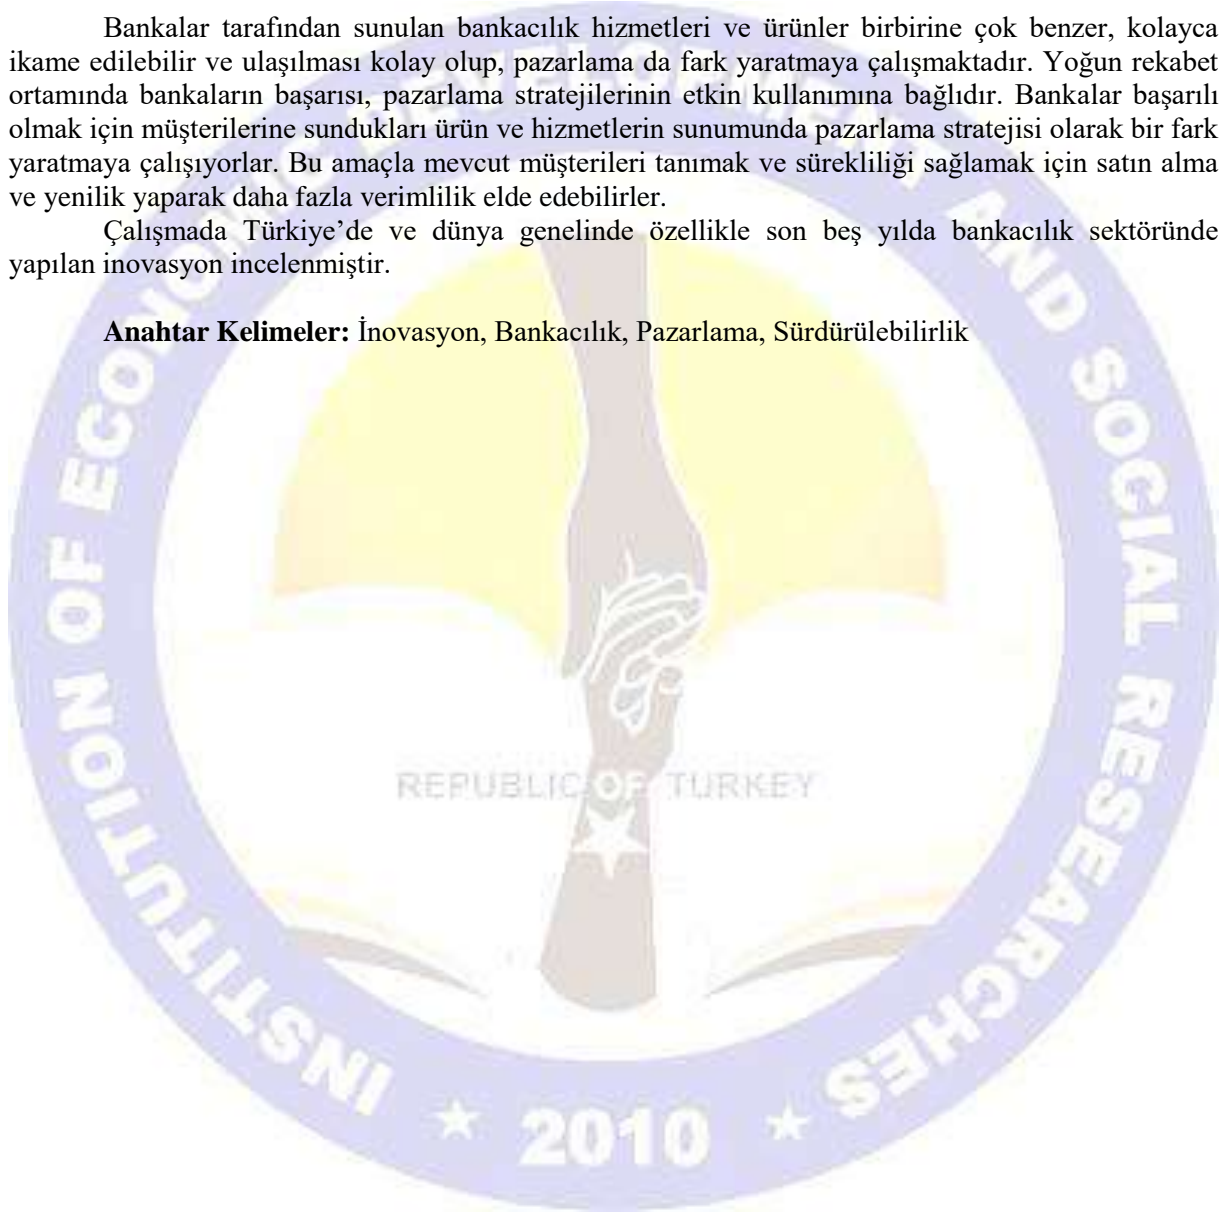 Bankalar tarafından sunulan bankacılık hizmetleri ve ürünler birbirine çok benzer, kolayca
ikame edilebilir ve ulaşılması kolay olup, pazarlama da fark yaratmaya çalışmaktadır. Yoğun rekabet
ortamında bankaların başarısı, pazarlama stratejilerinin etkin kullanımına bağlıdır. Bankalar başarılı
olmak için müşterilerine sundukları ürün ve hizmetlerin sunumunda pazarlama stratejisi olarak bir fark
yaratmaya çalışıyorlar. Bu amaçla mevcut müşterileri tanımak ve sürekliliği sağlamak için satın alma
ve yenilik yaparak daha fazla verimlilik elde edebilirler.
Çalışmada Türkiye’de ve dünya genelinde özellikle son beş yılda bankacılık sektöründe
yapılan inovasyon incelenmiştir.
Anahtar Kelimeler: İnovasyon, Bankacılık, Pazarlama, Sürdürülebilirlik
INSTITUTION OF ECONOMIC DEVELOPMENT AND SOCIAL RESEARCHES
REPUBLIC OF TURKEY
2010